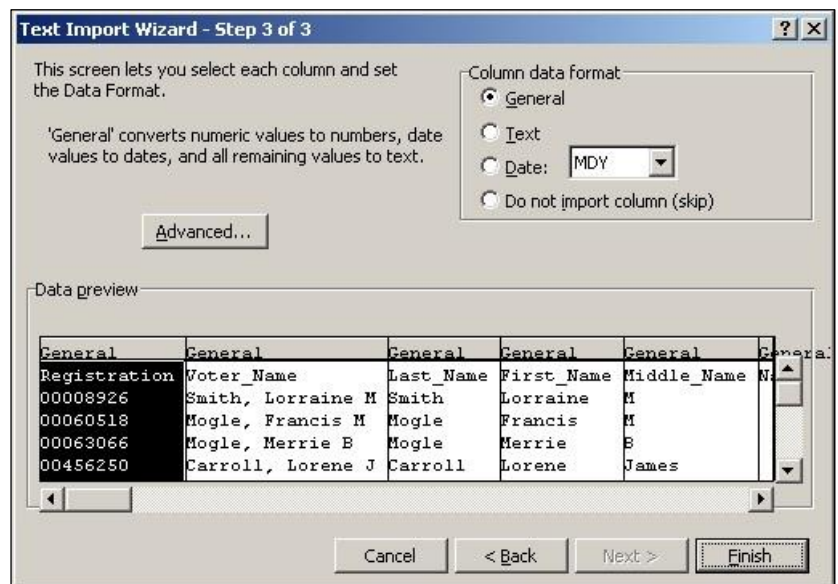 Text Import Wizard - Step 3 of 3
This screen lets you select each column and set
the Data Format.
'General' converts numeric values to numbers, date
values to dates, and all remaining values to text.
Advanced...
Column data format
General
Text
Date: MDY
Do not import column (skip)
Data preview
General General General General General Genera
Registration Voter_Name Last_Name First_Name Middle_Name
00008926 Smith, Lorraine M Smith Lorraine M
00060518 Mogle, Francis M Mogle Francis M
00063066 Mogle, Merrie B Mogle Merrie B
00456250 Carroll, Lorene J Carroll Lorene James
Cancel < Back Next > Finish